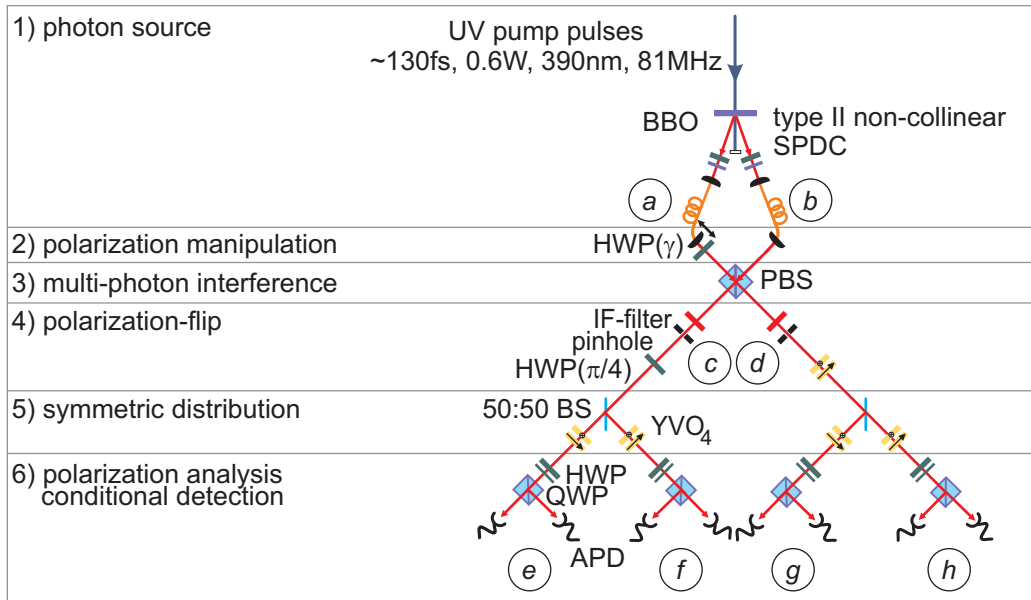 1) photon source
UV pump pulses
~130fs, 0.6W, 390nm, 81MHz
BBO
type II non-collinear
SPDC
a
b
2) polarization manipulation
HWP(γ)
3) multi-photon interference
PBS
4) polarization-flip
IF-filter
pinhole
HWP(π/4)
c
d
5) symmetric distribution
50:50 BS
YVO4
6) polarization analysis
conditional detection
HWP
QWP
APD
e
f
g
h